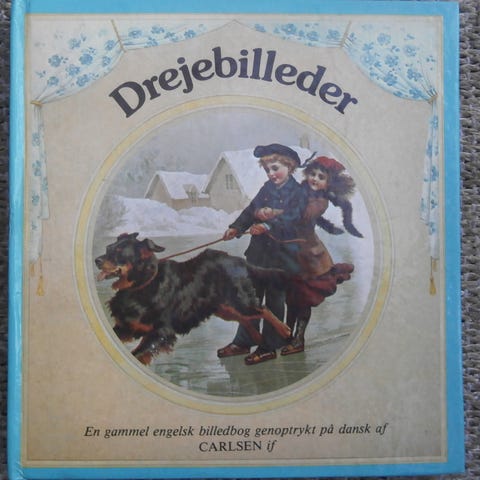 Drejebilleder
En gammel engelsk billedbog genoptrykt på dansk af
CARLSEN if